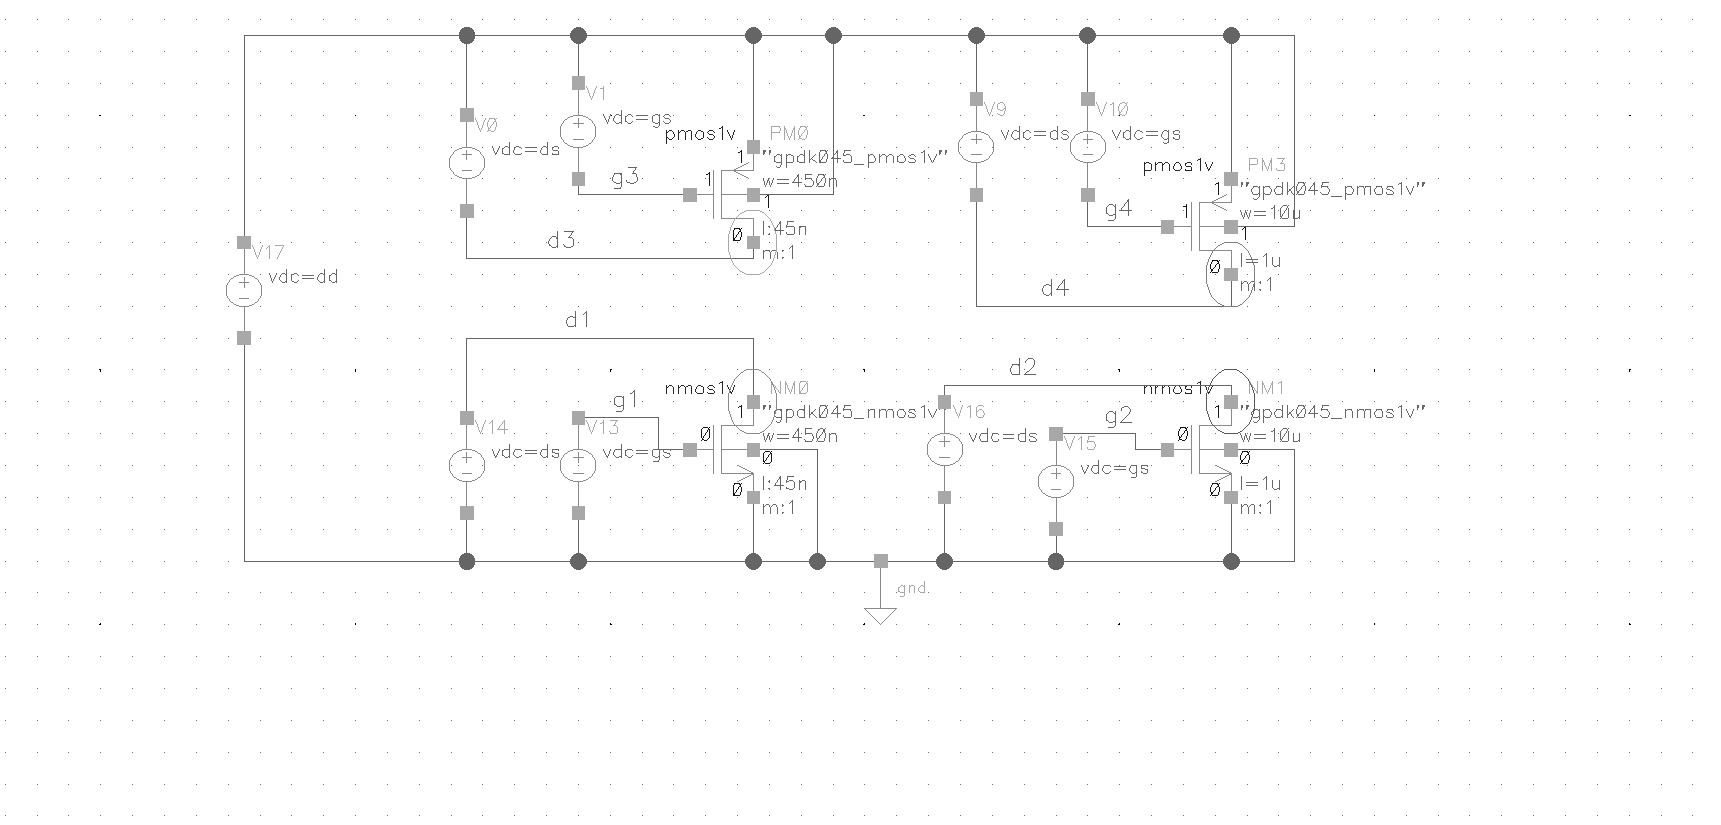 V1
V0
vdc=gs
vdc=ds
g3
d3
pmos1v
PM0
1
"gpdk045_pmos1v"
1
w=450n
1
0
l:45n
m:1
V9
vdc=ds
V10
vdc=gs
g4
d4
pmos1v
PM3
1
"gpdk045_pmos1v"
1
w=10u
1
0
l=1u
m:1
V17
vdc=dd
d1
g1
V14
vdc=ds
V13
vdc=gs
nmos1v
NM0
1
"gpdk045_nmos1v"
0
w=450n
0
l:45n
0
m:1
d2
V16
vdc=ds
g2
V15
vdc=gs
nmos1v
NM1
1
"gpdk045_nmos1v"
0
w=10u
0
l=1u
0
m:1
gnd